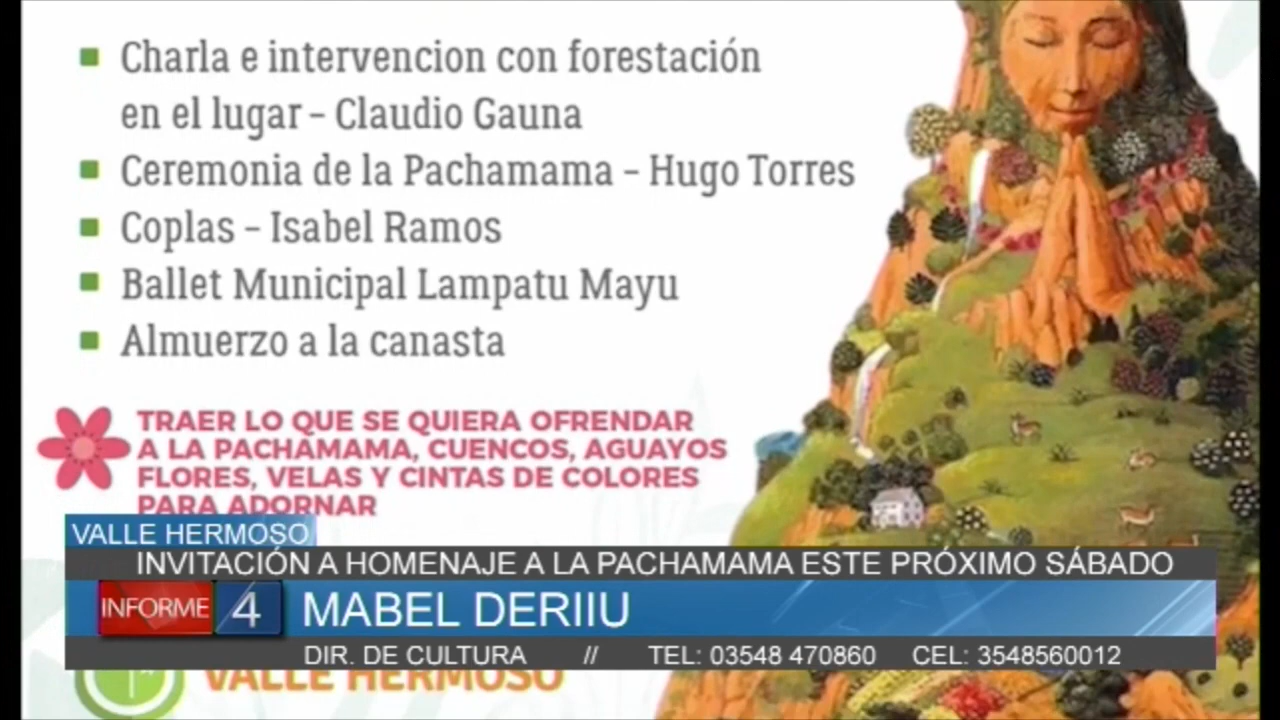 Charla e intervencion con forestación
en el lugar – Claudio Gauna
Ceremonia de la Pachamama – Hugo Torres
Coplas – Isabel Ramos
Ballet Municipal Lampatu Mayu
Almuerzo a la canasta
TRAER LO QUE SE QUIERA OFRENDAR
A LA PACHAMAMA, CUENCOS, AGUAYOS
FLORES, VELAS Y CINTAS DE COLORES
PARA ADORNAR
VALLE HERMOSO
INVITACIÓN A HOMENAJE A LA PACHAMAMA ESTE PRÓXIMO SÁBADO
INFORME 4 MABEL DERIIU
DIR. DE CULTURA // TEL: 03548 470860 CEL: 3548560012
VALLE HERMOSO